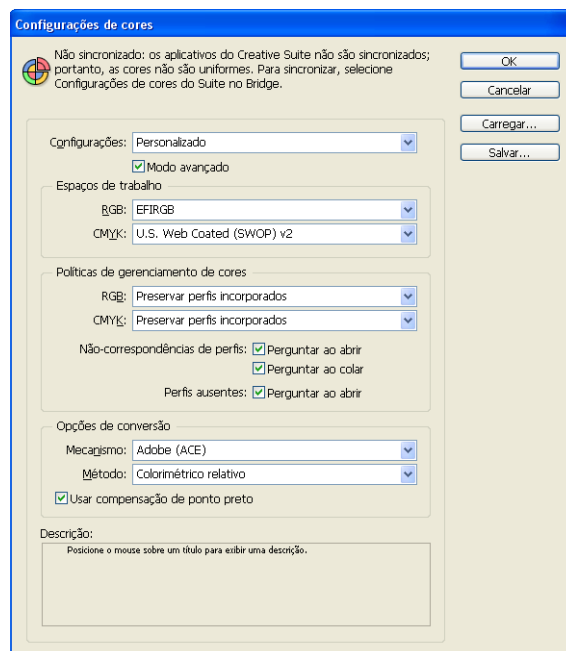 Configurações de cores
Não sincronizado: os aplicativos do Creative Suite não são sincronizados;
portanto, as cores não são uniformes. Para sincronizar, selecione
Configurações de cores do Suite no Bridge.
OK
Cancelar
Carregar...
Salvar...
Configurações: Personalizado
Modo avançado
Espaços de trabalho
RGB: EFIRGB
CMYK: U.S. Web Coated (SWOP) v2
Políticas de gerenciamento de cores
RGB: Preservar perfis incorporados
CMYK: Preservar perfis incorporados
Não-correspondências de perfis: Perguntar ao abrir
Perguntar ao colar
Perfis ausentes: Perguntar ao abrir
Opções de conversão
Mecanismo: Adobe (ACE)
Método: Colorimétrico relativo
Usar compensação de ponto preto
Descrição:
Posicione o mouse sobre um título para exibir uma descrição.